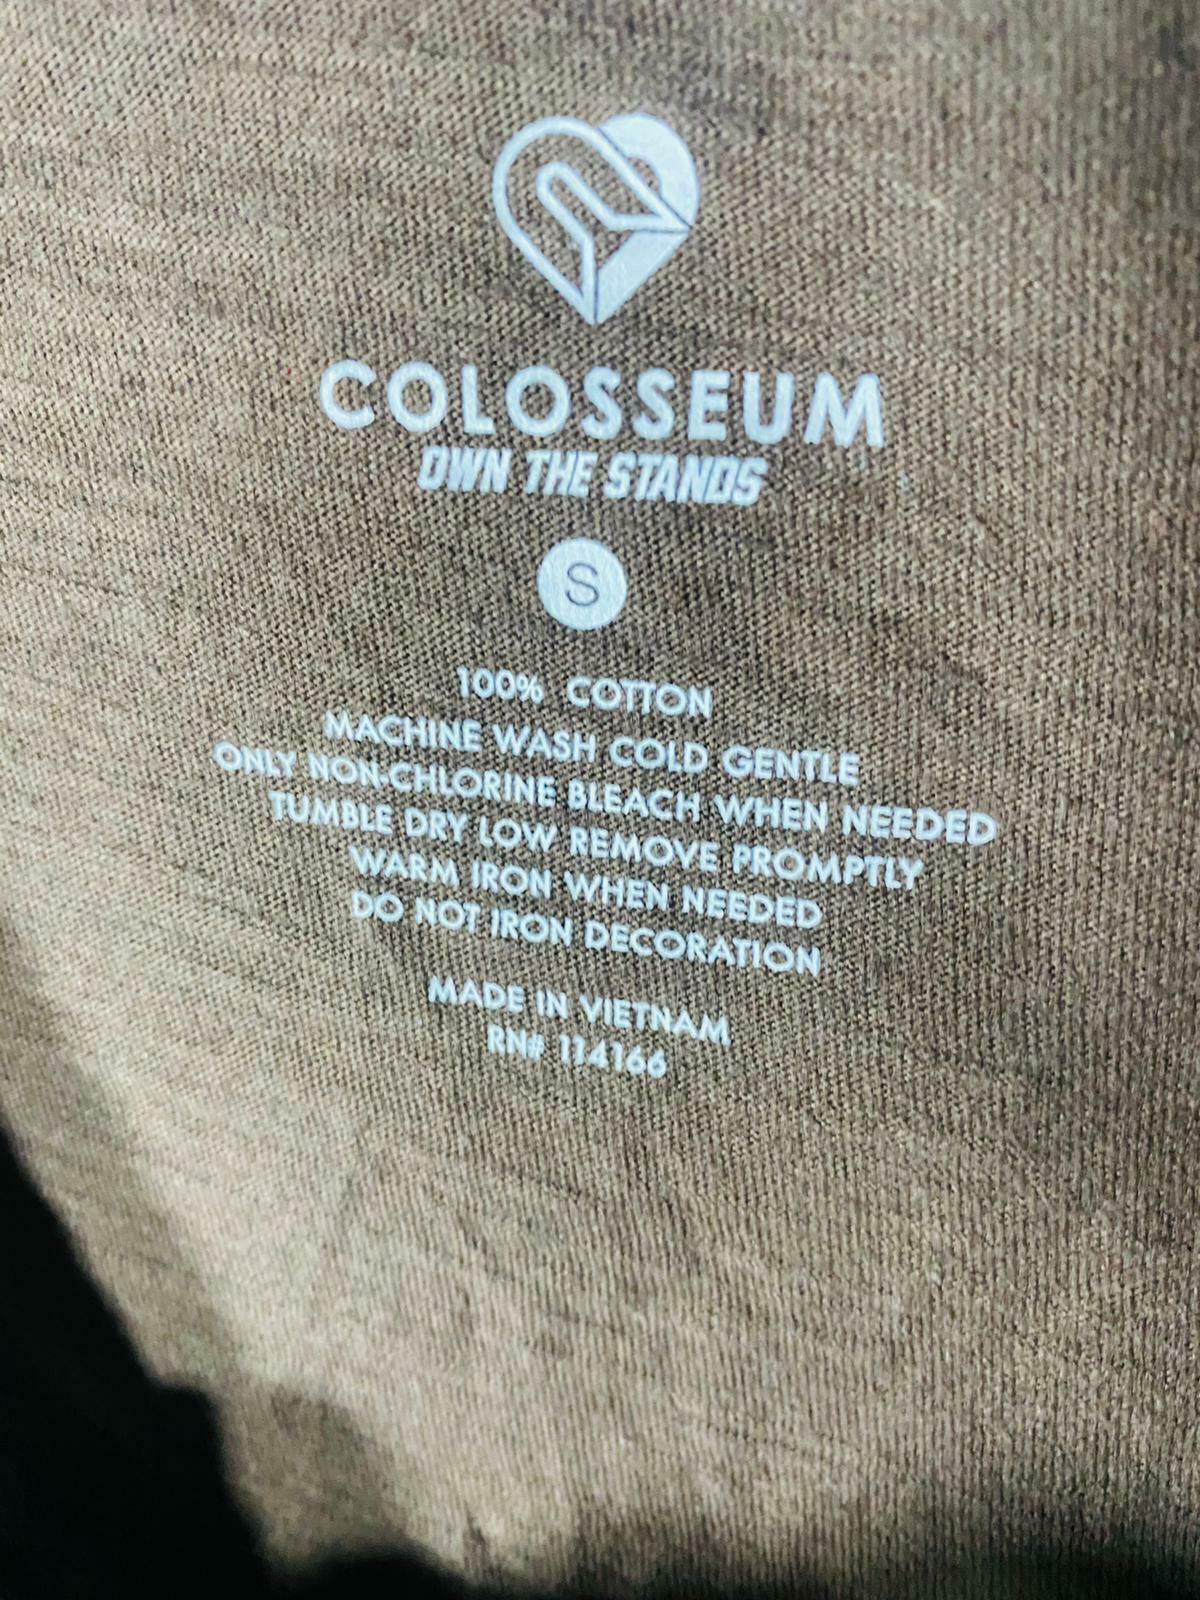 COLOSSEUM
OWN THE STANDS
S
100% COTTON
MACHINE WASH COLD GENTLE
ONLY NON-CHLORINE BLEACH WHEN NEEDED
TUMBLE DRY LOW REMOVE PROMPTLY
WARM IRON WHEN NEEDED
DO NOT IRON DECORATION
MADE IN VIETNAM
RN# 114166